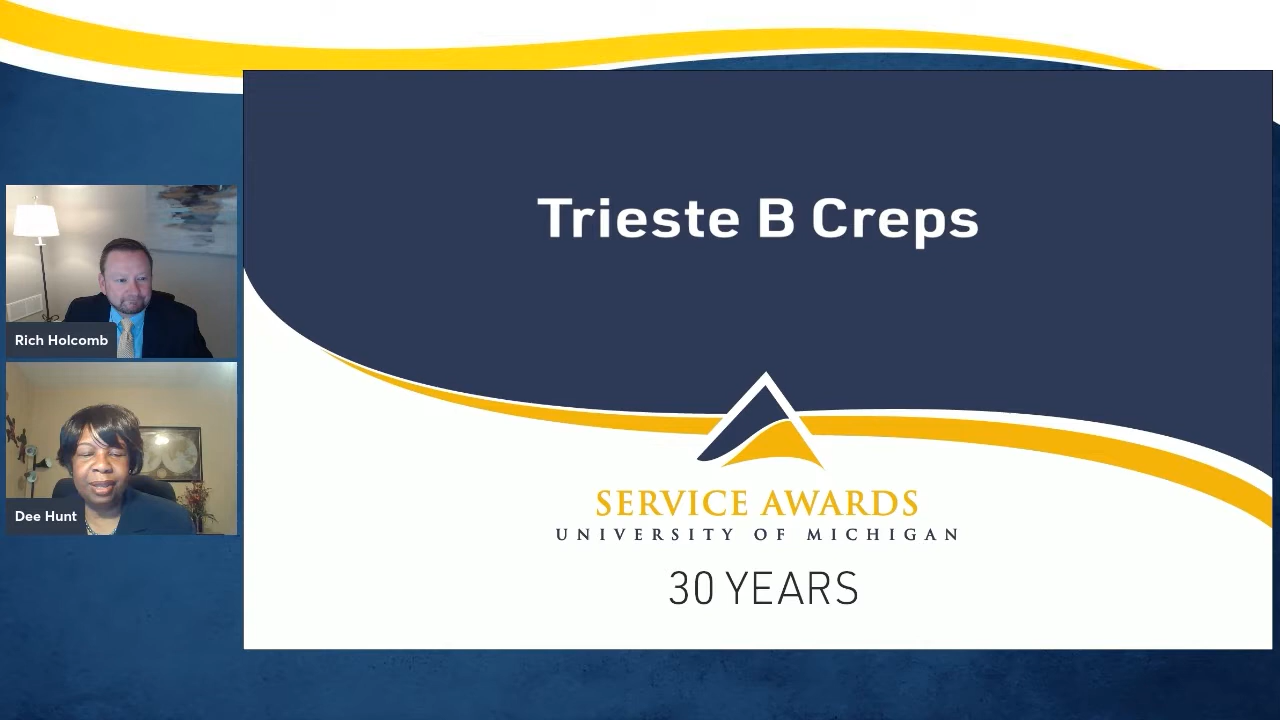 Trieste B Creps
Rich Holcomb
Dee Hunt
SERVICE AWARDS
UNIVERSITY OF MICHIGAN
30 YEARS